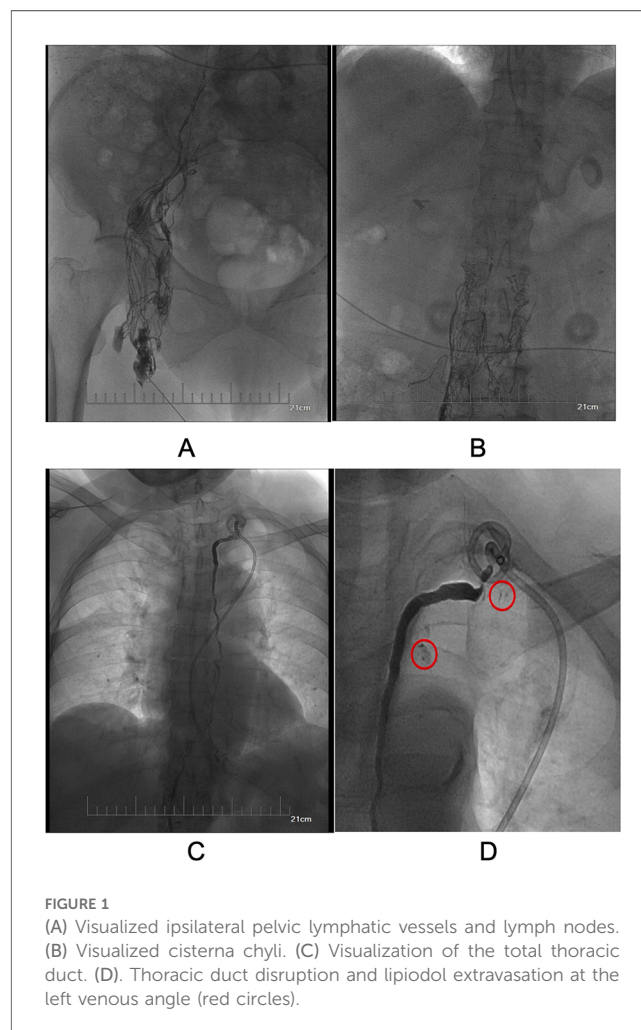 21cm
21cm
A
B
21cm
C
D
FIGURE 1
(A) Visualized ipsilateral pelvic lymphatic vessels and lymph nodes.
(B) Visualized cisterna chyli. (C) Visualization of the total thoracic
duct. (D). Thoracic duct disruption and lipiodol extravasation at the
left venous angle (red circles).